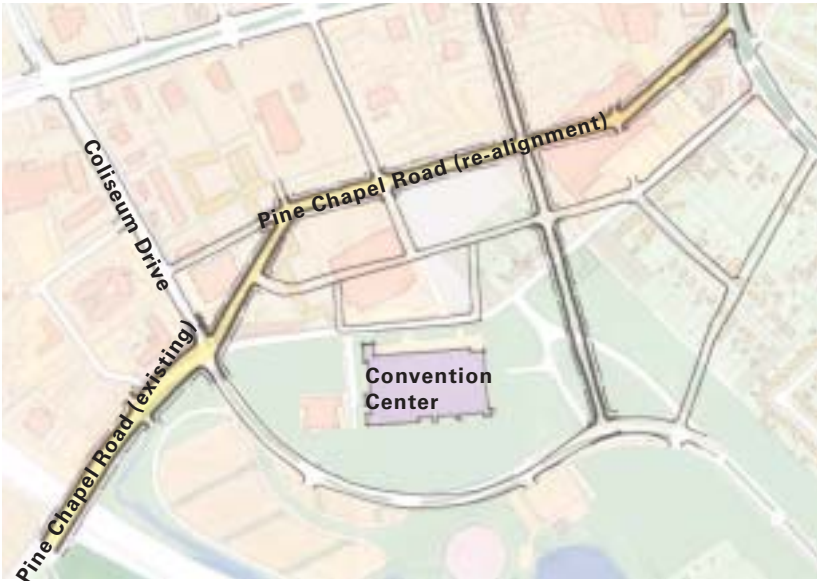 Coliseum Drive
Pine Chapel Road (re-alignment)
Pine Chapel Road (existing)
Convention
Center